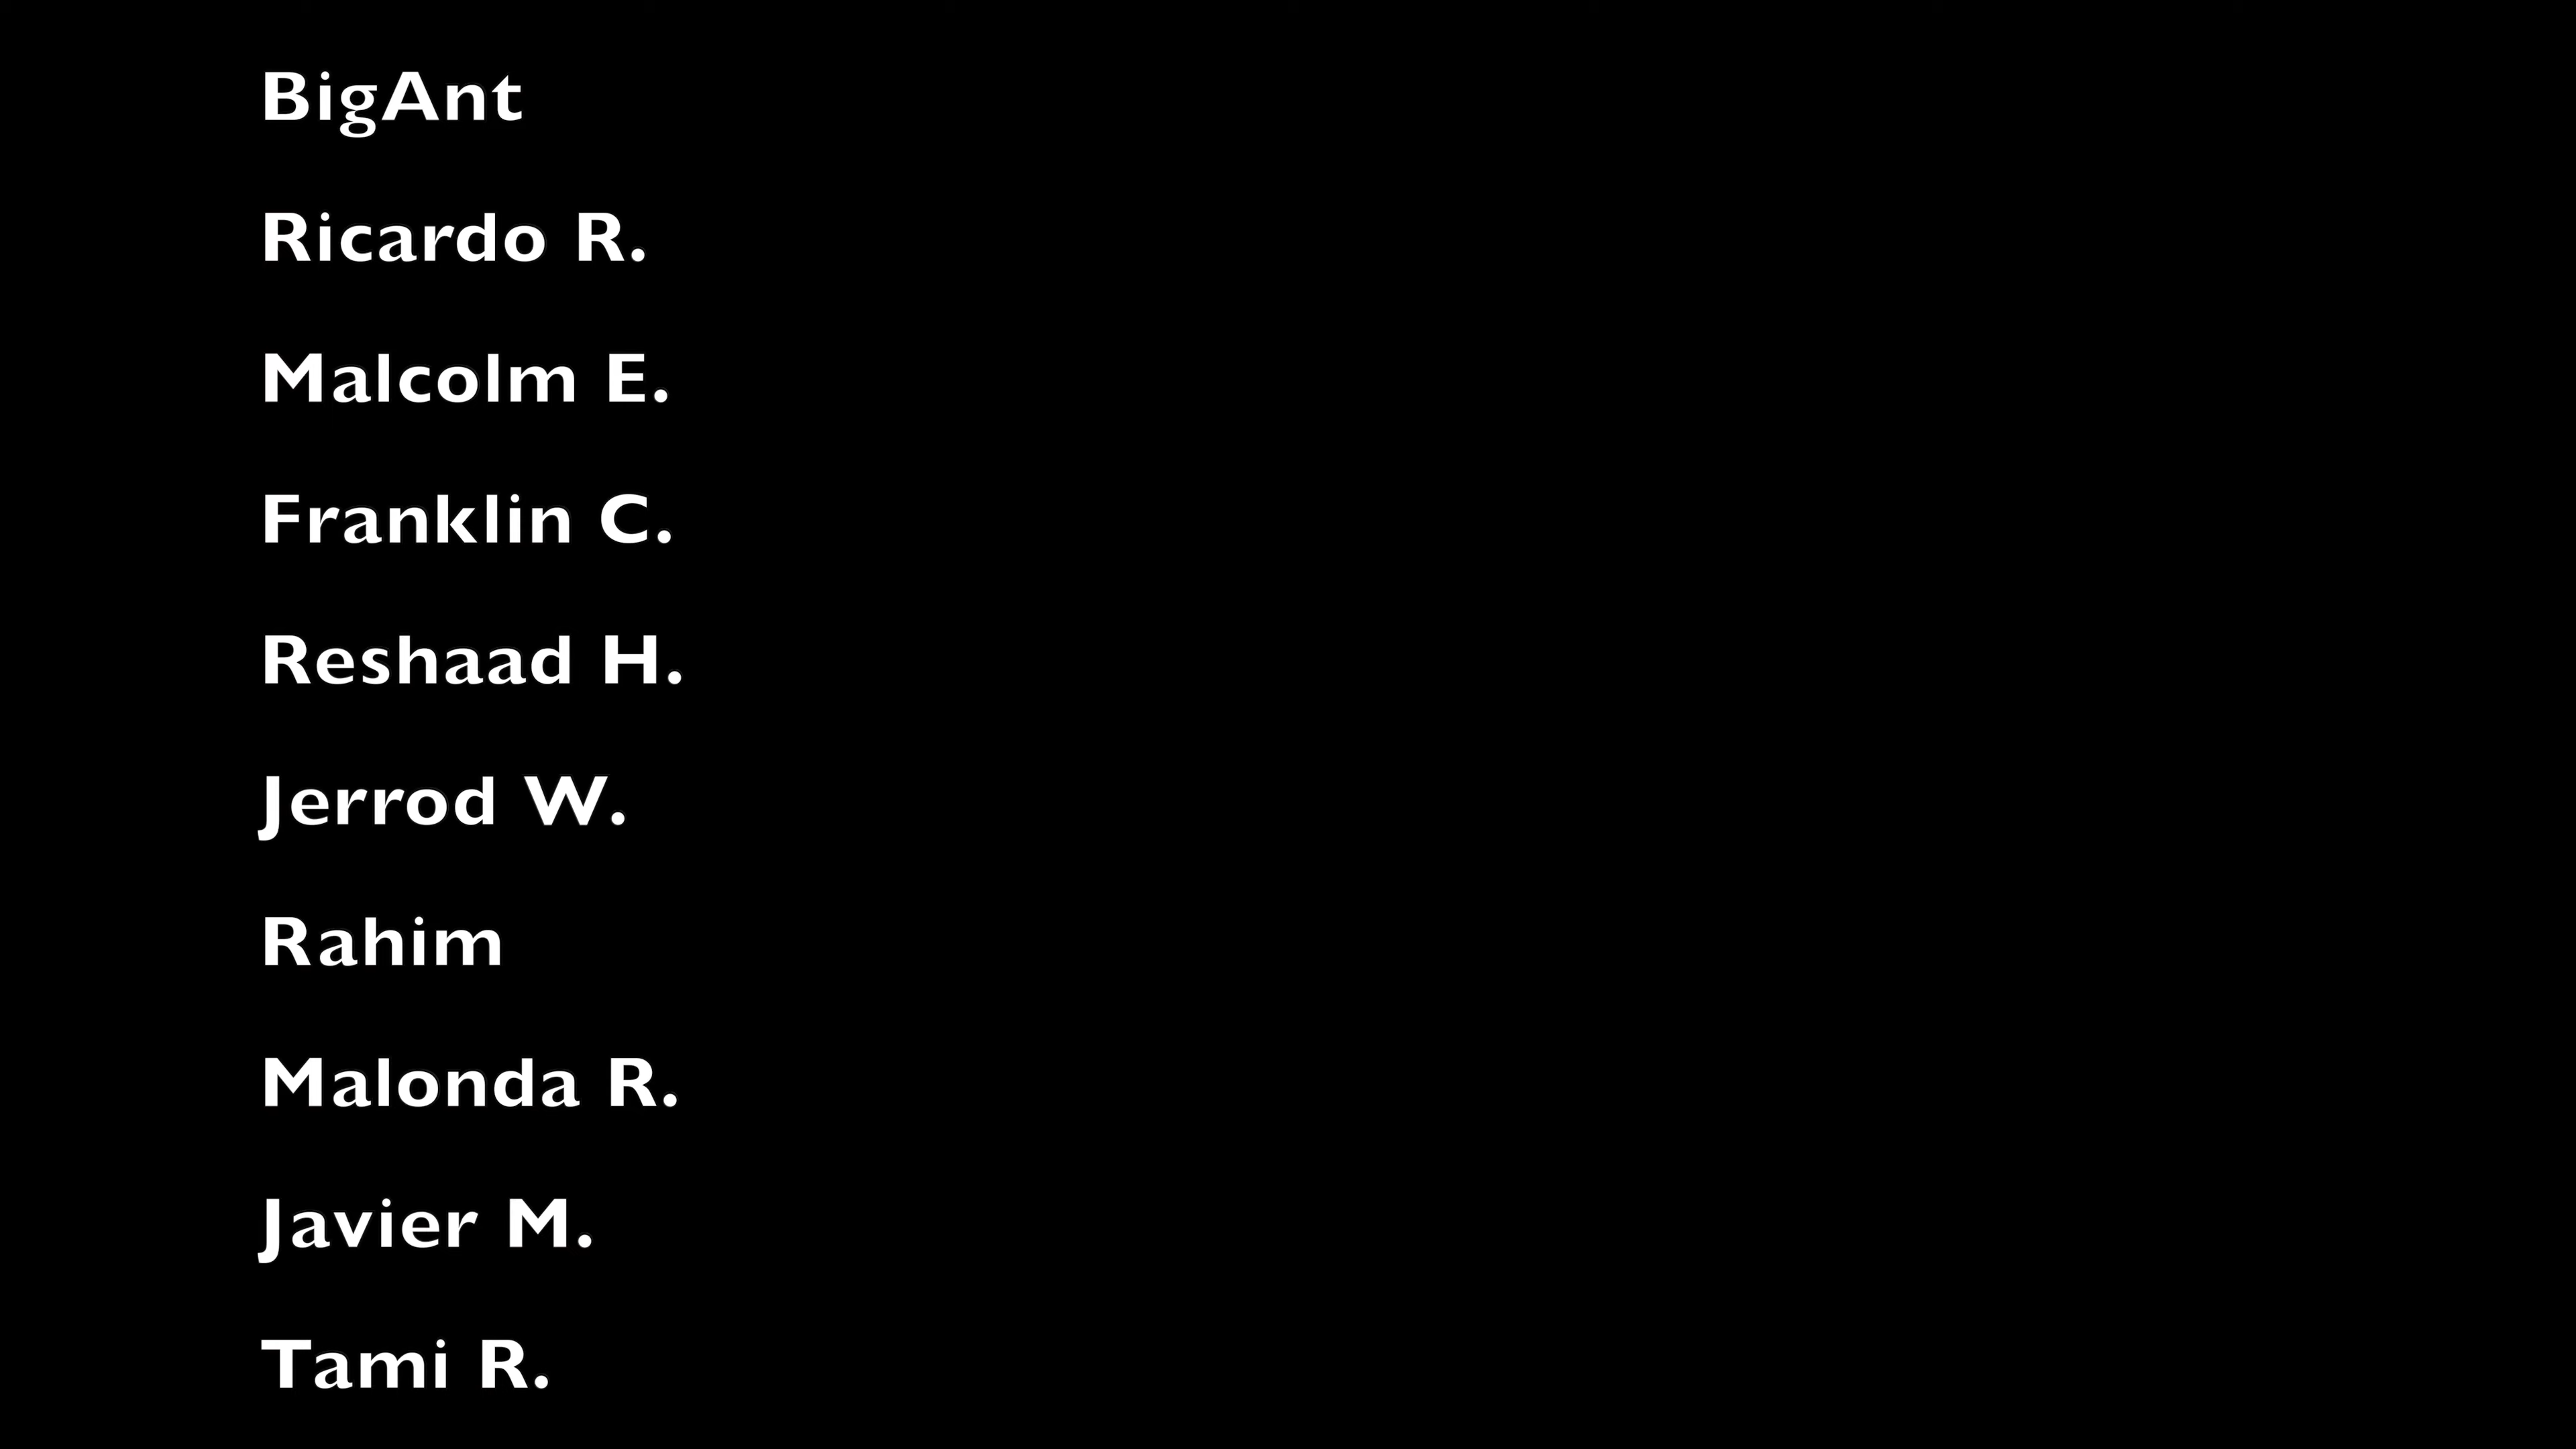 BigAnt
Ricardo R.
Malcolm E.
Franklin C.
Reshaad H.
Jerrod W.
Rahim
Malonda R.
Javier M.
Tami R.